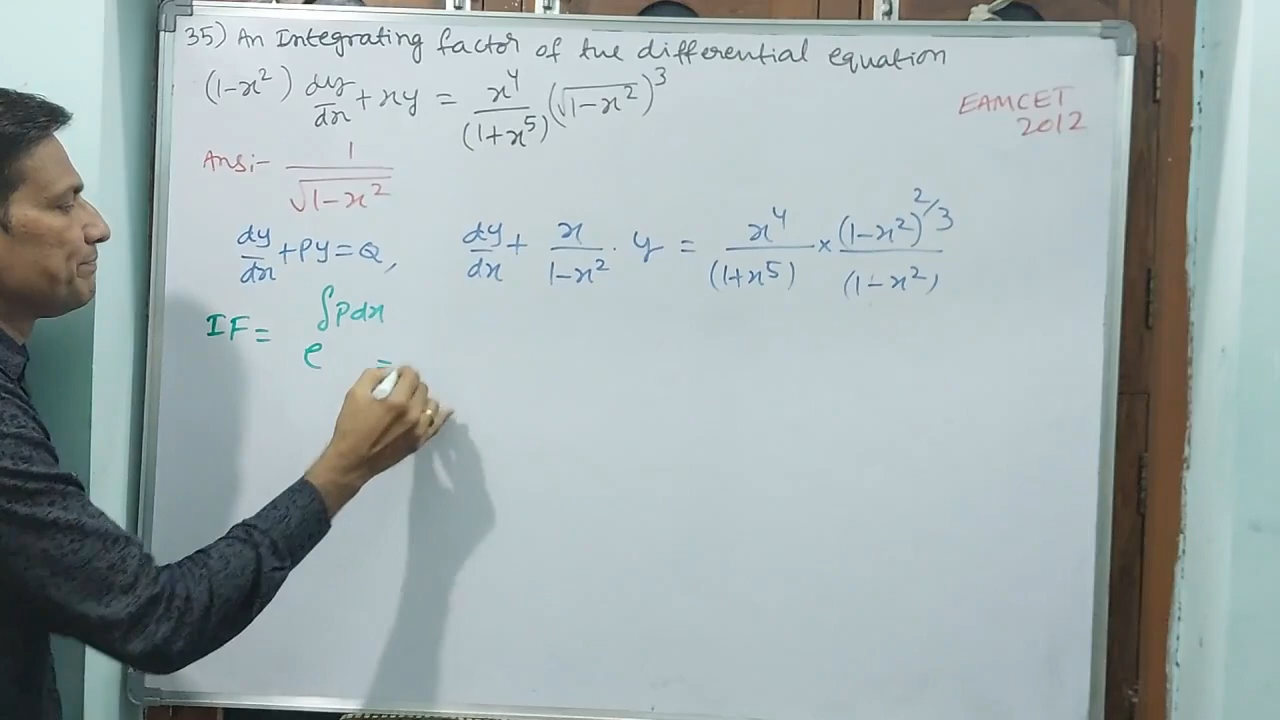 35) An Integrating factor of the differential equation
(1-x²) dy/dx + xy = x⁴/(1+x⁵) (√(1-x²))³
EAMCET
2012
Ans:- 1/√(1-x²)
dy/dx + Py = Q, dy/dx + x/(1-x²) · y = x⁴/(1+x⁵) × (1-x²)^(2/3)/(1-x²)
IF = e^∫Pdx =